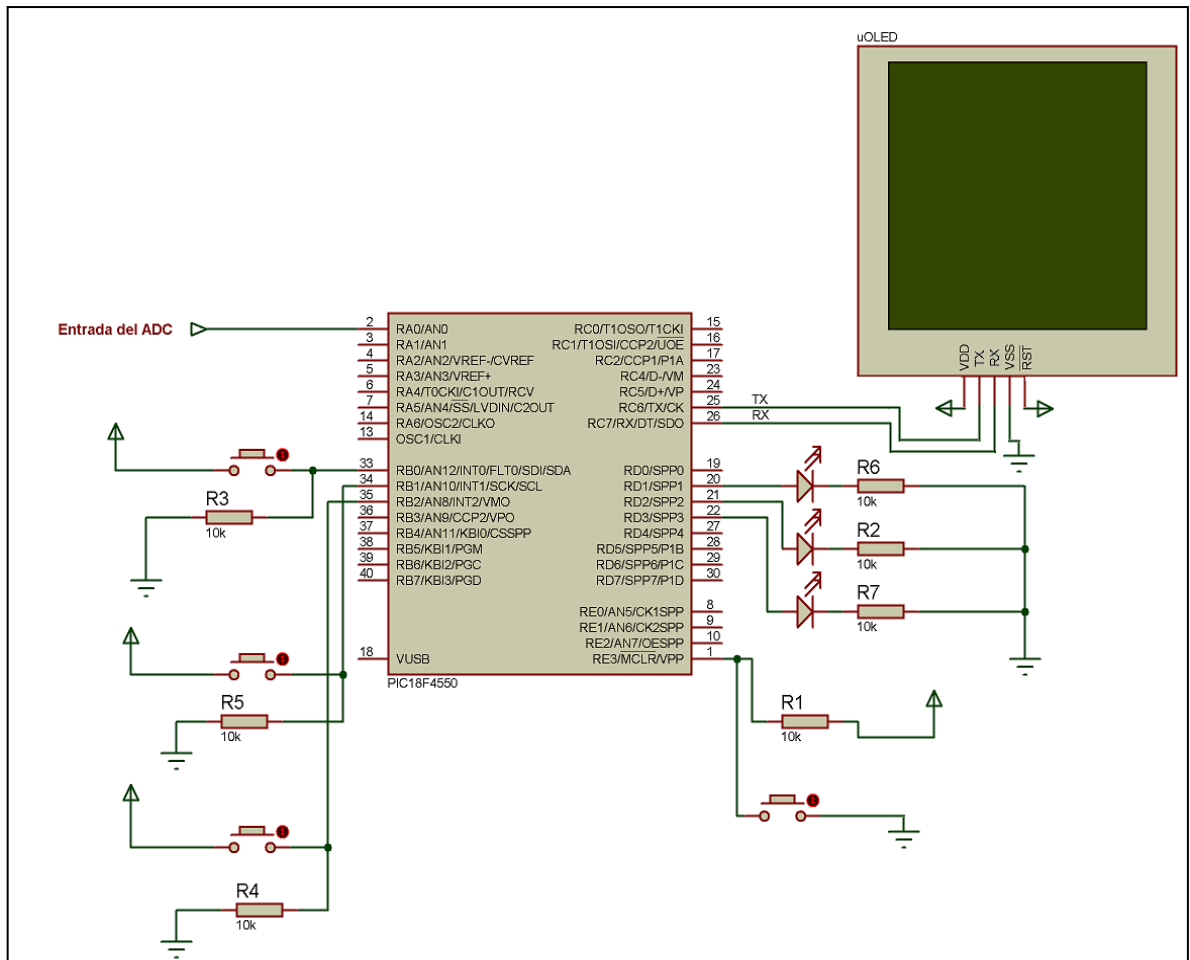 uOLED
VDD
TX
RX
VSS
RST
Entrada del ADC
2 RA0/AN0
3 RA1/AN1
4 RA2/AN2/VREF-/CVREF
5 RA3/AN3/VREF+
6 RA4/T0CKI/C1OUT/RCV
7 RA5/AN4/SS/LVDIN/C2OUT
14 RA6/OSC2/CLKO
13 OSC1/CLKI
33 RB0/AN12/INT0/FLT0/SDI/SDA
34 RB1/AN10/INT1/SCK/SCL
35 RB2/AN8/INT2/VMO
36 RB3/AN9/CCP2/VPO
37 RB4/AN11/KBI0/CSSPP
38 RB5/KBI1/PGM
39 RB6/KBI2/PGC
40 RB7/KBI3/PGD
18 VUSB
RC0/T1OSO/T1CKI 15
RC1/T1OSI/CCP2/UOE 16
RC2/CCP1/P1A 17
RC4/D-/VM 23
RC5/D+/VP 24
RC6/TX/CK 25 TX
RC7/RX/DT/SDO 26 RX
RD0/SPP0 19
RD1/SPP1 20
RD2/SPP2 21
RD3/SPP3 22
RD4/SPP4 27
RD5/SPP5/P1B 28
RD6/SPP6/P1C 29
RD7/SPP7/P1D 30
RE0/AN5/CK1SPP 8
RE1/AN6/CK2SPP 9
RE2/AN7/OESPP 10
RE3/MCLR/VPP 1
PIC18F4550
R3
10k
R5
10k
R4
10k
R6
10k
R2
10k
R7
10k
R1
10k